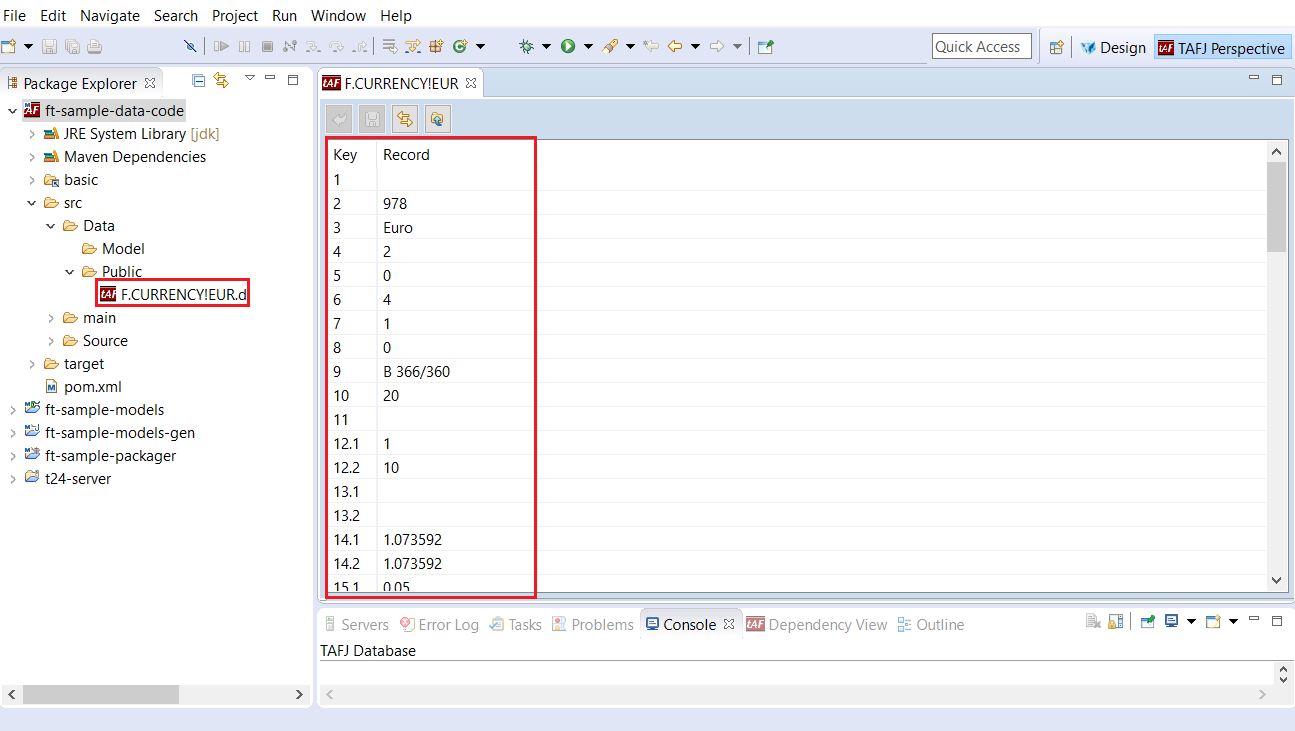 File Edit Navigate Search Project Run Window Help
Quick Access Design TAFJ Perspective
Package Explorer
ft-sample-data-code
JRE System Library [jdk]
Maven Dependencies
basic
src
Data
Model
Public
F.CURRENCY!EUR.d
main
Source
target
pom.xml
ft-sample-models
ft-sample-models-gen
ft-sample-packager
t24-server
tAF F.CURRENCY!EUR
Key Record
1
2 978
3 Euro
4 2
5 0
6 4
7 1
8 0
9 B 366/360
10 20
11
12.1 1
12.2 10
13.1
13.2
14.1 1.073592
14.2 1.073592
15.1 0.05
Servers Error Log Tasks Problems Console tAF Dependency View Outline
TAFJ Database